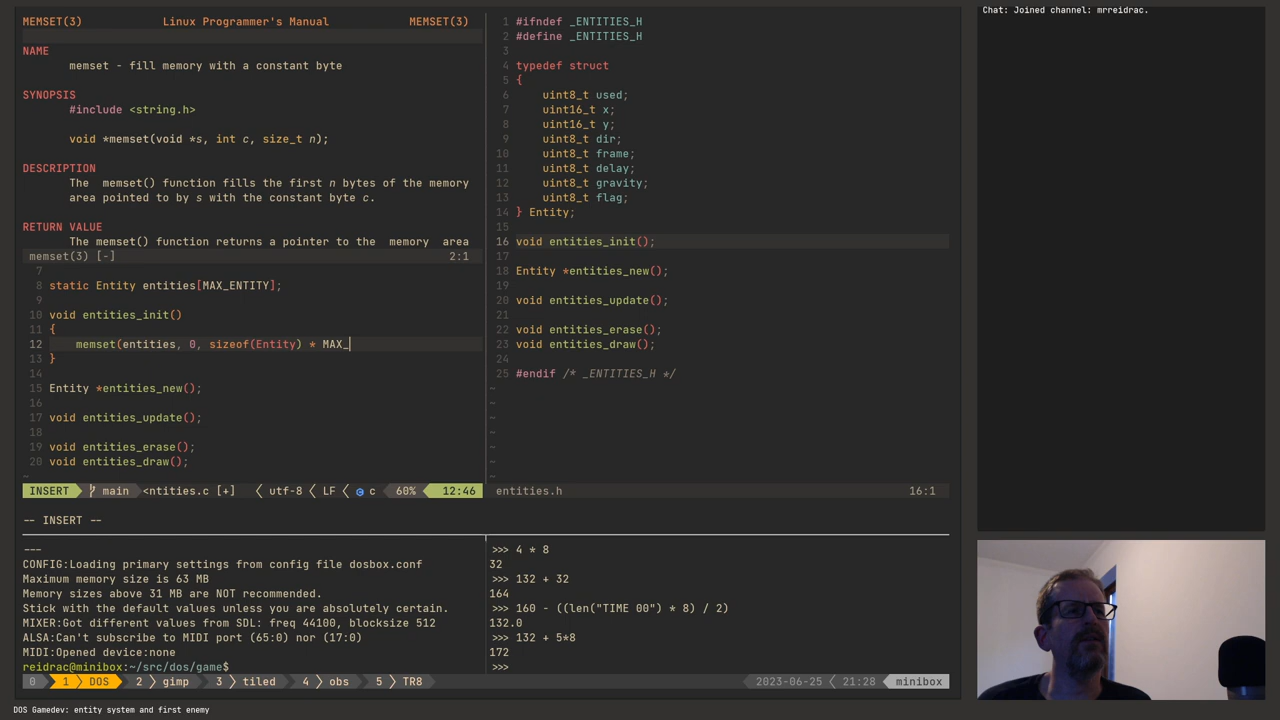 MEMSET(3) Linux Programmer's Manual MEMSET(3)
NAME
memset - fill memory with a constant byte
SYNOPSIS
#include <string.h>
void *memset(void *s, int c, size_t n);
DESCRIPTION
The memset() function fills the first n bytes of the memory
area pointed to by s with the constant byte c.
RETURN VALUE
The memset() function returns a pointer to the memory area
memset(3) [-] 2:1
7
8 static Entity entities[MAX_ENTITY];
9
10 void entities_init()
11 {
12 memset(entities, 0, sizeof(Entity) * MAX_
13 }
14
15 Entity *entities_new();
16
17 void entities_update();
18
19 void entities_erase();
20 void entities_draw();
~
INSERT main <ntities.c [+] utf-8 LF c 60% 12:46
-- INSERT --
1 #ifndef _ENTITIES_H
2 #define _ENTITIES_H
3
4 typedef struct
5 {
6 uint8_t used;
7 uint16_t x;
8 uint16_t y;
9 uint8_t dir;
10 uint8_t frame;
11 uint8_t delay;
12 uint8_t gravity;
13 uint8_t flag;
14 } Entity;
15
16 void entities_init();
17
18 Entity *entities_new();
19
20 void entities_update();
21
22 void entities_erase();
23 void entities_draw();
24
25 #endif /* _ENTITIES_H */
~
~
~
~
~
~
~
entities.h 16:1
---
CONFIG:Loading primary settings from config file dosbox.conf
Maximum memory size is 63 MB
Memory sizes above 31 MB are NOT recommended.
Stick with the default values unless you are absolutely certain.
MIXER:Got different values from SDL: freq 44100, blocksize 512
ALSA:Can't subscribe to MIDI port (65:0) nor (17:0)
MIDI:Opened device:none
reidrac@minibox:~/src/dos/game$
>>> 4 * 8
32
>>> 132 + 32
164
>>> 160 - ((len("TIME 00") * 8) / 2)
132.0
>>> 132 + 5*8
172
>>>
0 1 DOS 2 gimp 3 tiled 4 obs 5 TR8 2023-06-25 21:28 minibox
Chat: Joined channel: mrreidrac.
DOS Gamedev: entity system and first enemy